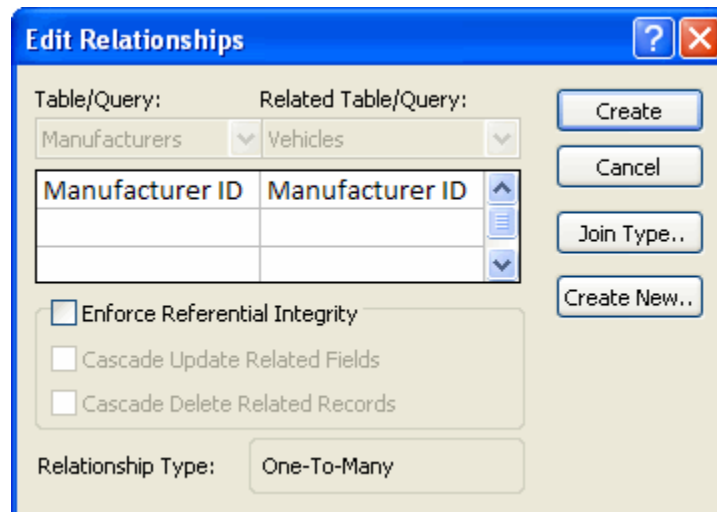 Edit Relationships
Table/Query: Related Table/Query:
Manufacturers Vehicles
Manufacturer ID Manufacturer ID
Enforce Referential Integrity
Cascade Update Related Fields
Cascade Delete Related Records
Relationship Type: One-To-Many
Create
Cancel
Join Type..
Create New..